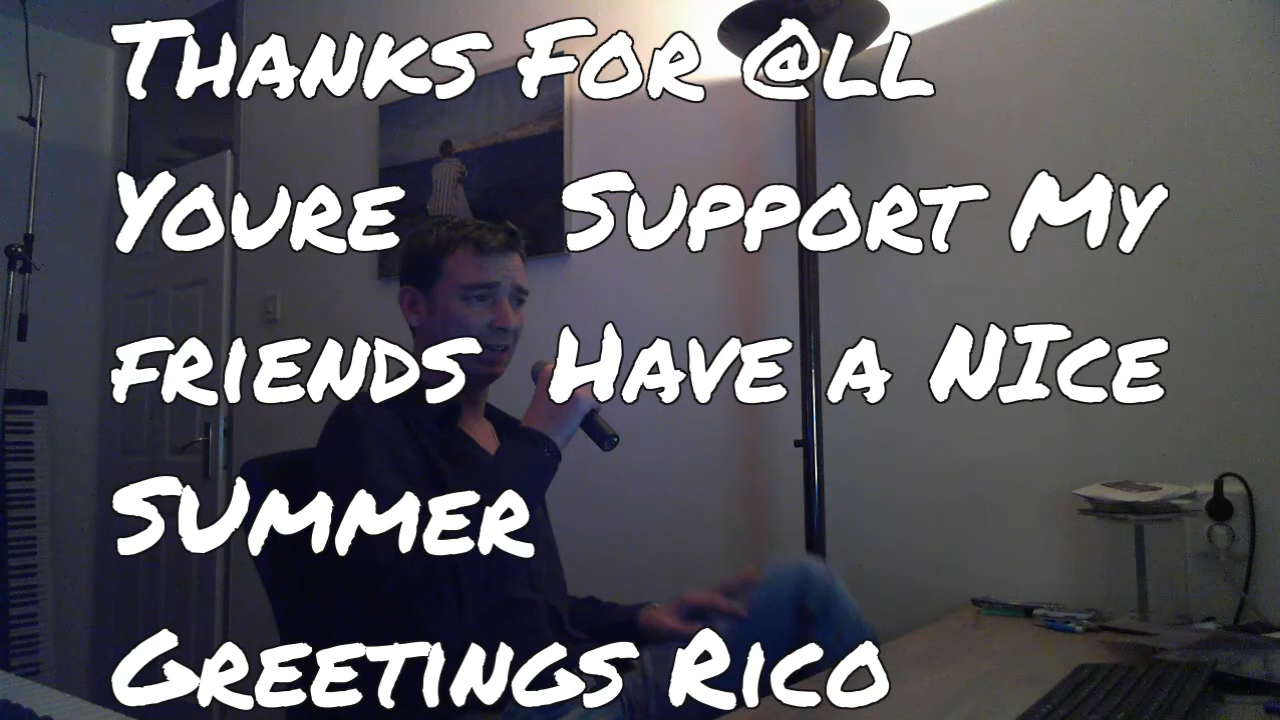 Thanks For @ll
Youre Support My
friends Have a NIce
SUmmer
Greetings Rico